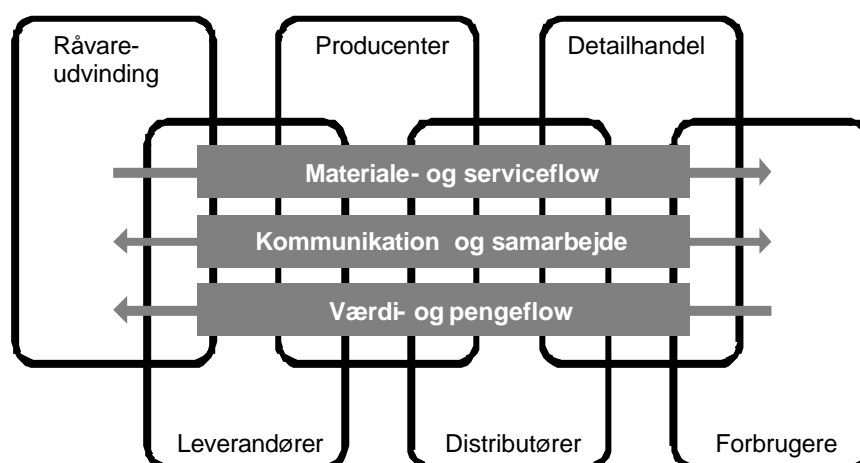 Råvare-
udvinding
Producenter
Detailhandel
Materiale- og serviceflow
Kommunikation og samarbejde
Værdi- og pengeflow
Leverandører
Distributører
Forbrugere